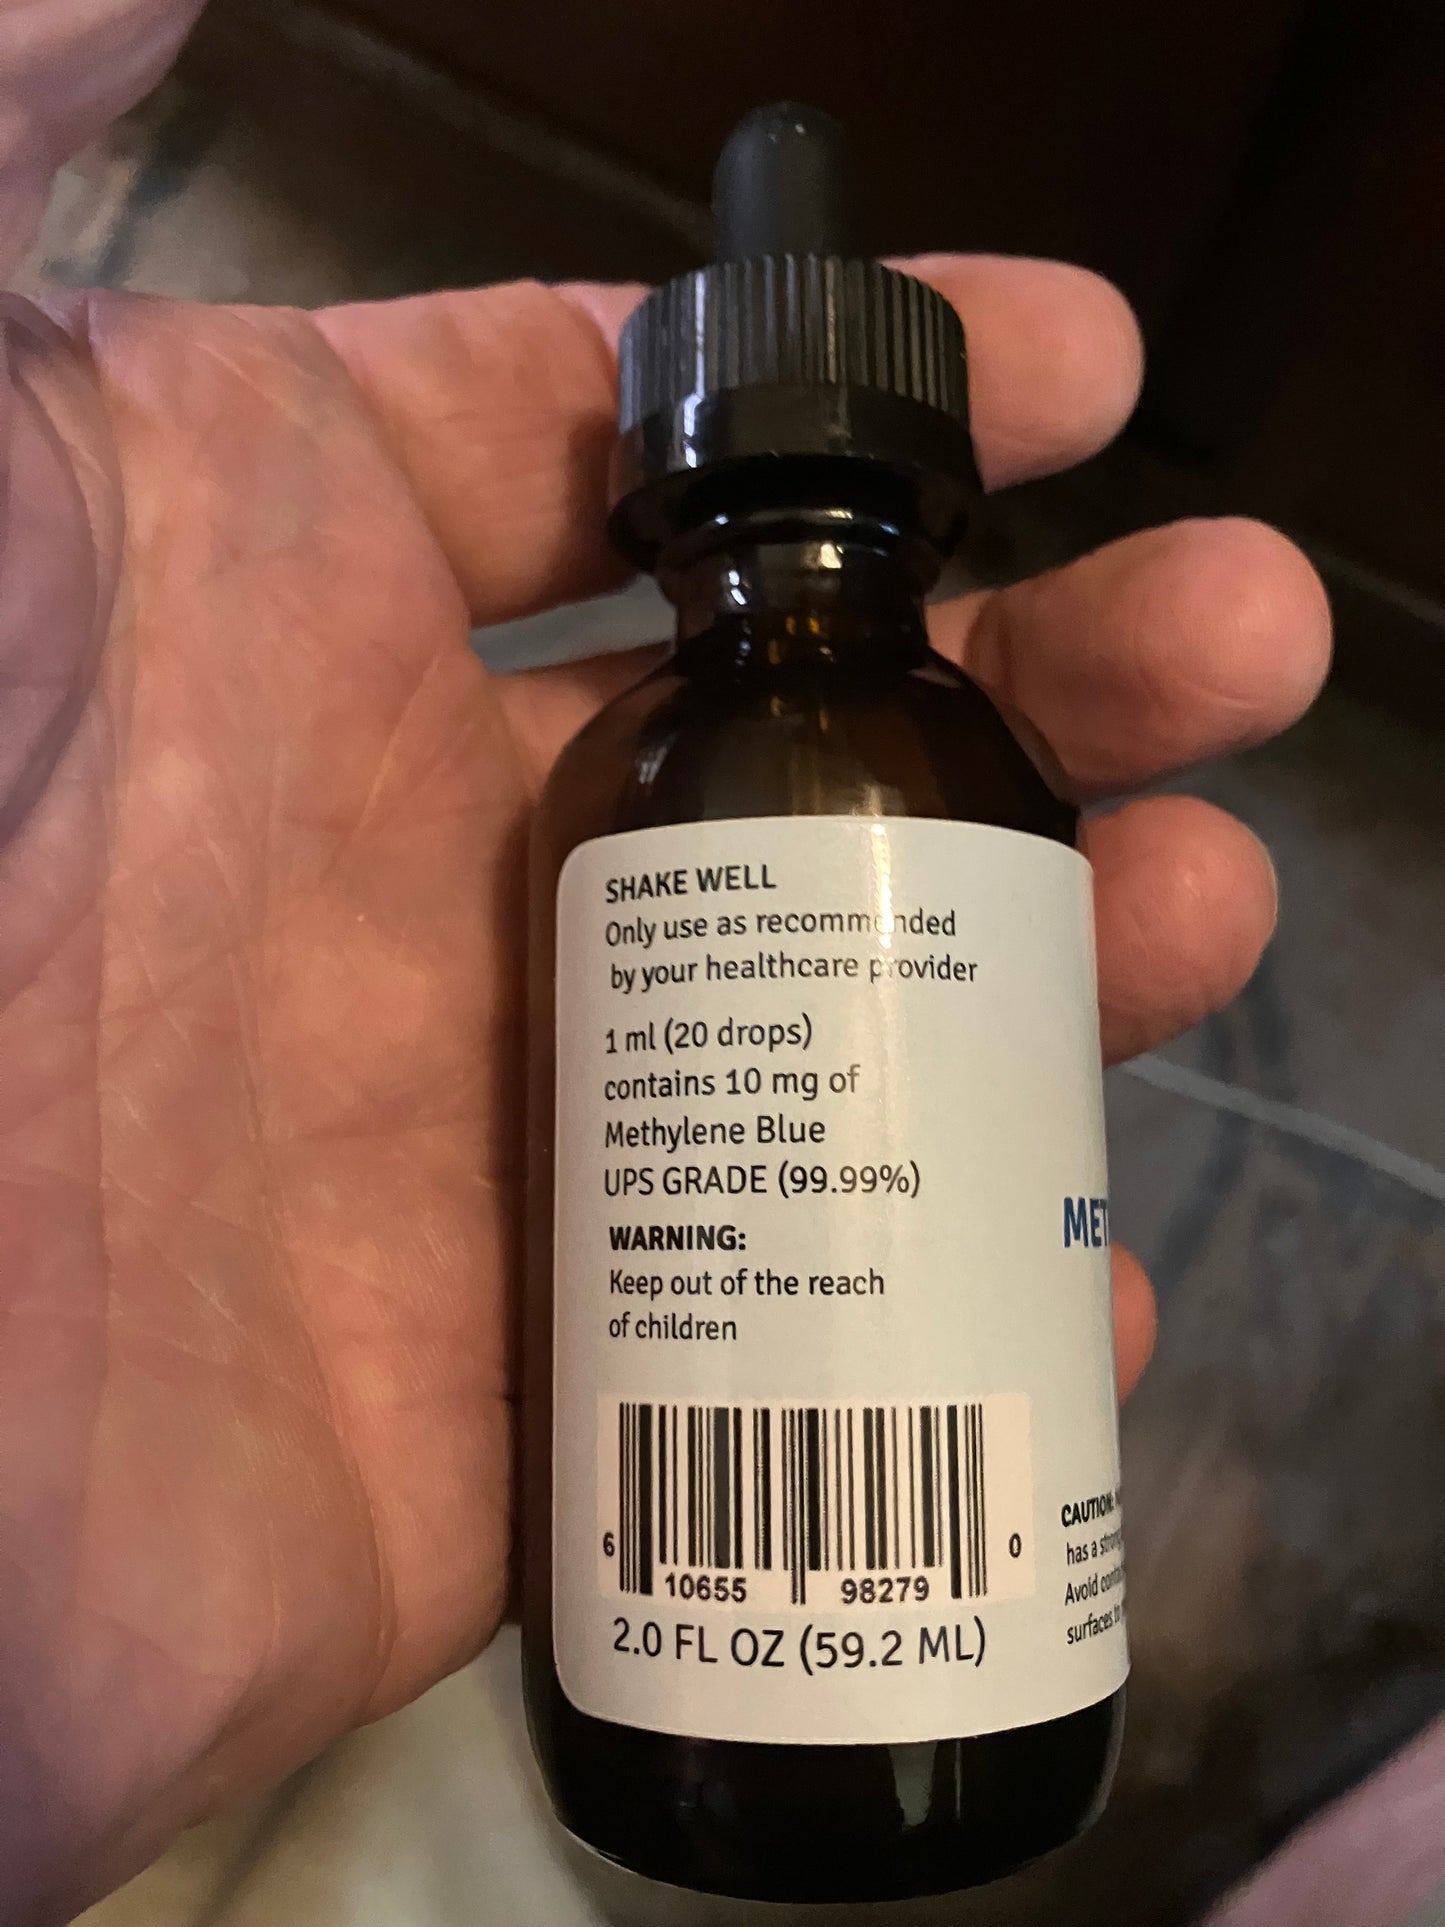 SHAKE WELL
Only use as recommended
by your healthcare provider
1 ml (20 drops)
contains 10 mg of
Methylene Blue
UPS GRADE (99.99%)
WARNING:
Keep out of the reach
of children
6 10655 98279 0
2.0 FL OZ (59.2 ML)
MET
CAUTION:
has a
Avoid
surfaces